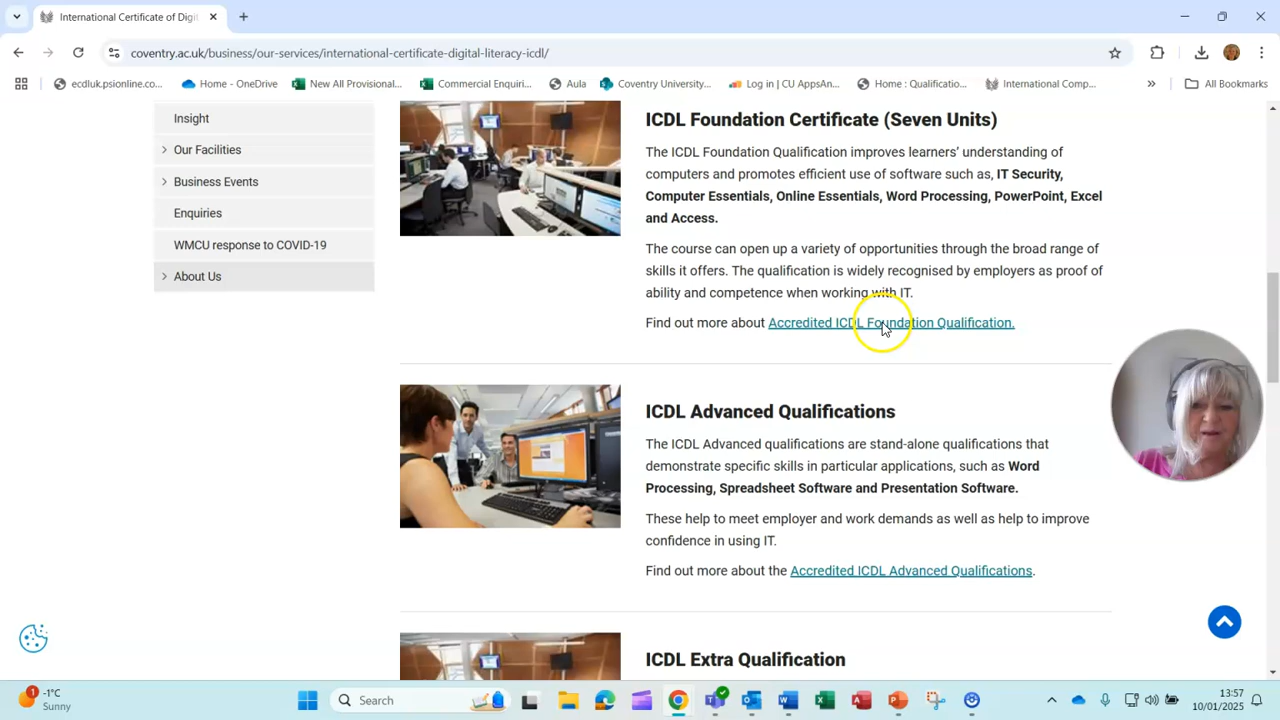 International Certificate of Digit
coventry.ac.uk/business/our-services/international-certificate-digital-literacy-icdl/
ecdluk.psionline.co...
Home - OneDrive
New All Provisional...
Commercial Enquiri...
Aula
Coventry University...
Log in | CU AppsAn...
Home : Qualificatio...
International Comp...
»
All Bookmarks
Insight
Our Facilities
Business Events
Enquiries
WMCU response to COVID-19
About Us
ICDL Foundation Certificate (Seven Units)
The ICDL Foundation Qualification improves learners' understanding of
computers and promotes efficient use of software such as, IT Security,
Computer Essentials, Online Essentials, Word Processing, PowerPoint, Excel
and Access.
The course can open up a variety of opportunities through the broad range of
skills it offers. The qualification is widely recognised by employers as proof of
ability and competence when working with IT.
Find out more about Accredited ICDL Foundation Qualification.
ICDL Advanced Qualifications
The ICDL Advanced qualifications are stand-alone qualifications that
demonstrate specific skills in particular applications, such as Word
Processing, Spreadsheet Software and Presentation Software.
These help to meet employer and work demands as well as help to improve
confidence in using IT.
Find out more about the Accredited ICDL Advanced Qualifications.
ICDL Extra Qualification
1
-1°C
Sunny
Search
13:57
10/01/2025